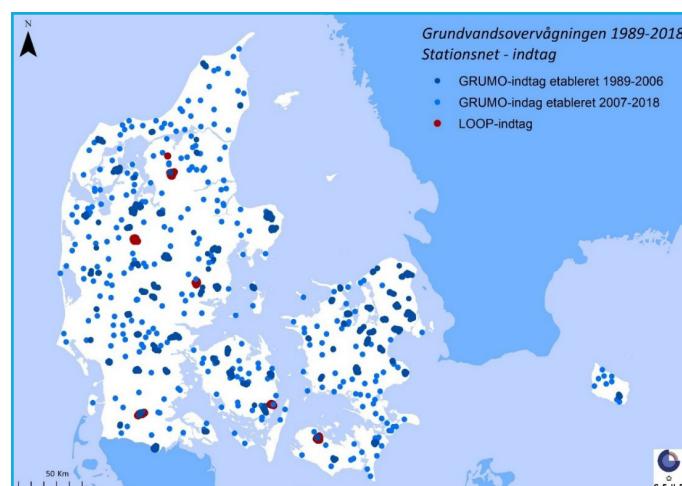 N
Grundvandsovervågningen 1989-2018
Stationsnet - indtag
GRUMO-indtag etableret 1989-2006
GRUMO-indag etableret 2007-2018
LOOP-indtag
50 Km